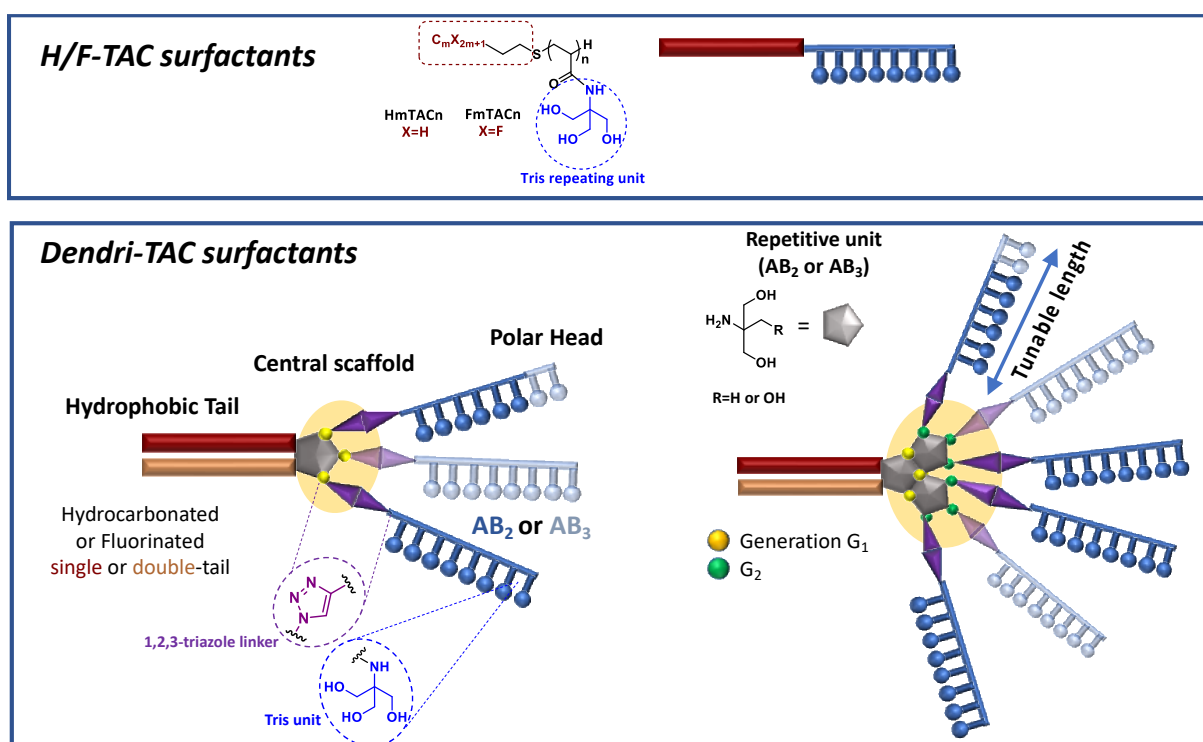 H/F-TAC surfactants
CmX2m+1
S
H
n
O
NH
HO
HO
OH
HmTACn
X=H
FmTACn
X=F
Tris repeating unit
Dendri-TAC surfactants
Hydrophobic Tail
Central scaffold
Polar Head
Hydrocarbonated
or Fluorinated
single or double-tail
AB2 or AB3
N
N
N
1,2,3-triazole linker
NH
HO
HO
OH
Tris unit
Repetitive unit
(AB2 or AB3)
OH
H2N
R
=
OH
R=H or OH
Tunable length
Generation G1
G2